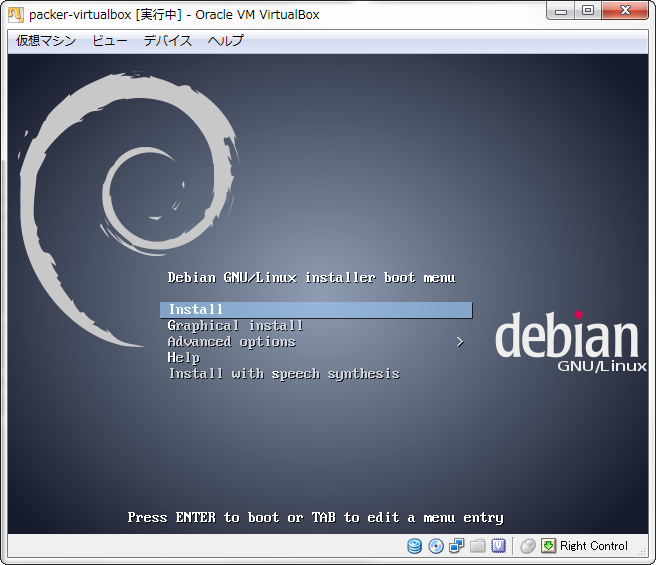 packer-virtualbox [実行中] - Oracle VM VirtualBox
仮想マシン ビュー デバイス ヘルプ
Debian GNU/Linux installer boot menu
Install
Graphical install
Advanced options >
Help
Install with speech synthesis
debian
GNU/Linux
Press ENTER to boot or TAB to edit a menu entry
Right Control